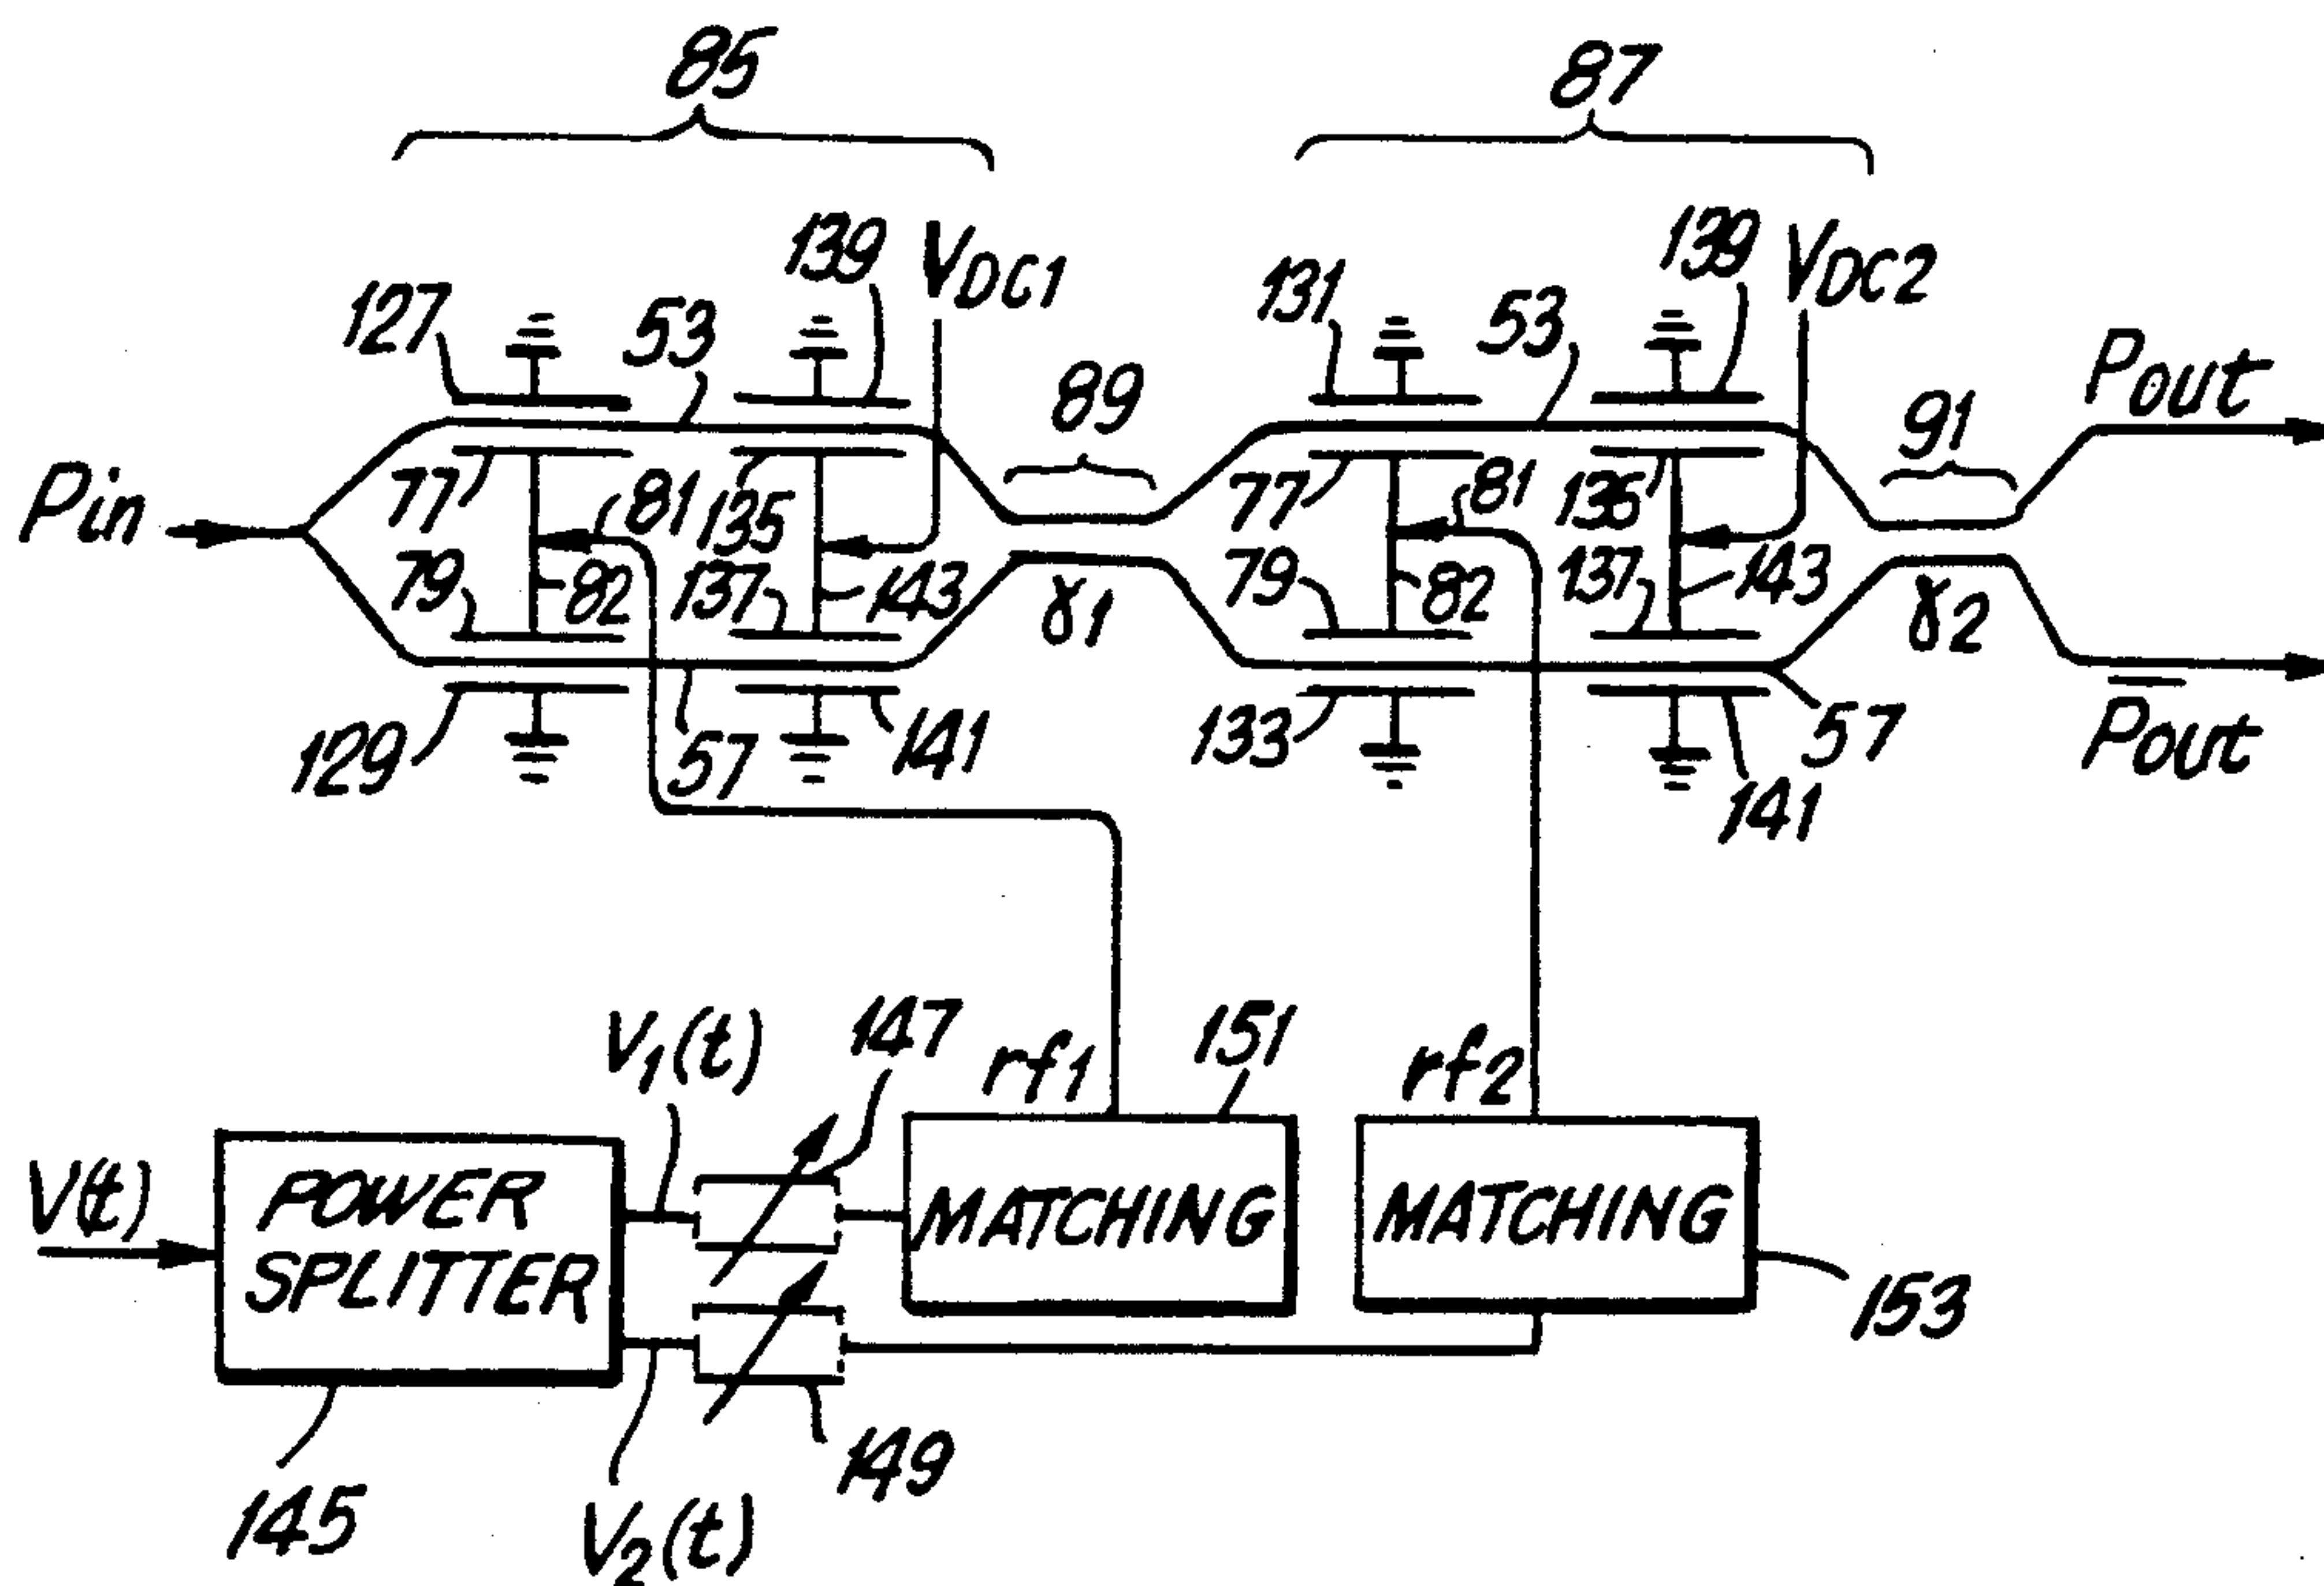 85
87
139
VDC1
139
VDC2
127
53
131
53
Pout
89
91
Pin
77
81
135
77
81
135
79
82
137
143
γ1
79
82
137
143
γ2
129
57
141
133
57
Pout
141
V1(t)
147
rf1
151
rf2
V(t)
POWER
SPLITTER
MATCHING
MATCHING
153
149
145
V2(t)